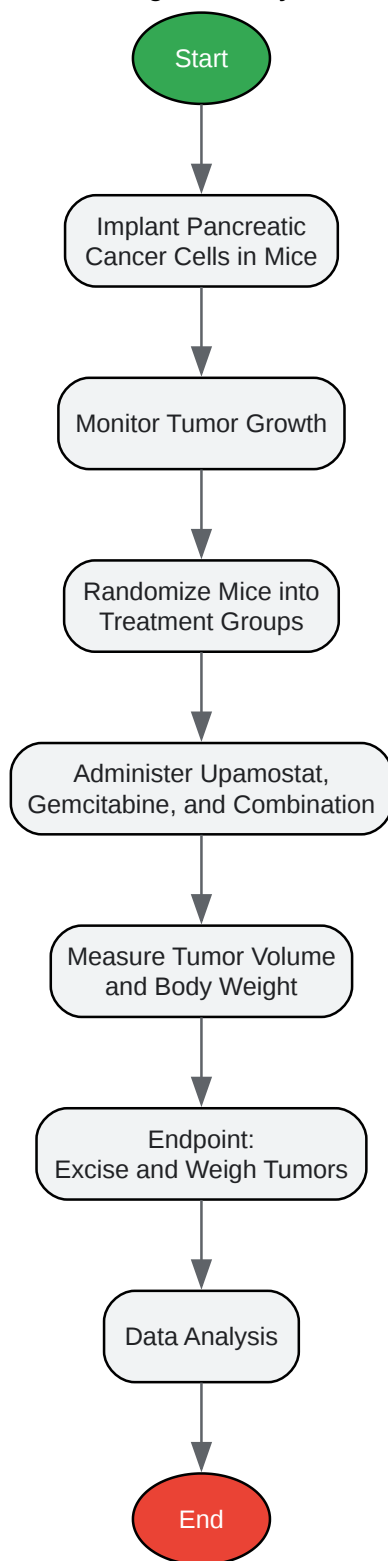 Start
Implant Pancreatic
Cancer Cells in Mice
Monitor Tumor Growth
Randomize Mice into
Treatment Groups
Administer Upamostat,
Gemcitabine, and Combination
Measure Tumor Volume
and Body Weight
Endpoint:
Excise and Weigh Tumors
Data Analysis
End